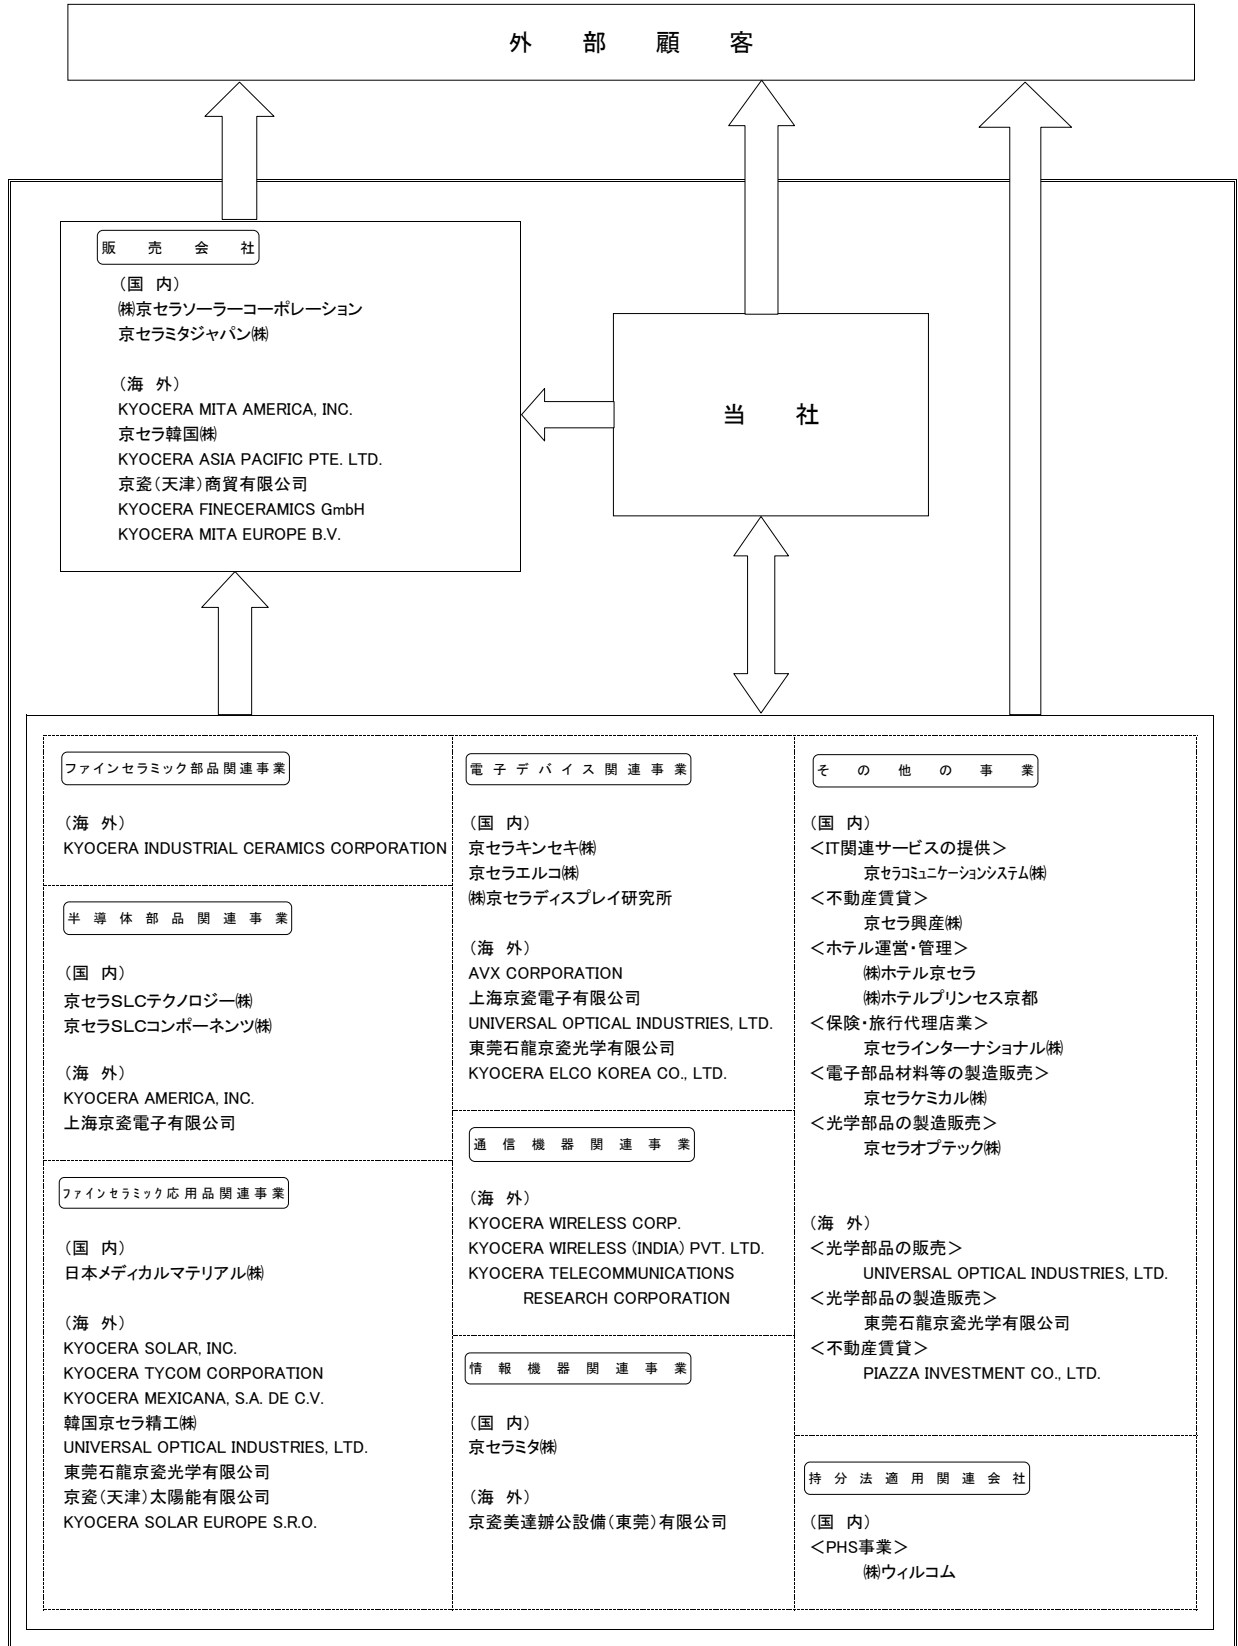 外 部 顧 客
販 売 会 社
（国 内）
㈱京セラソーラーコーポレーション
京セラミタジャパン㈱
（海 外）
KYOCERA MITA AMERICA, INC.
京セラ韓国㈱
KYOCERA ASIA PACIFIC PTE. LTD.
京瓷（天津）商貿有限公司
KYOCERA FINECERAMICS GmbH
KYOCERA MITA EUROPE B.V.
当 社
ファインセラミック部品関連事業
（海 外）
KYOCERA INDUSTRIAL CERAMICS CORPORATION
半 導 体 部 品 関 連 事 業
（国 内）
京セラSLCテクノロジー㈱
京セラSLCコンポーネンツ㈱
（海 外）
KYOCERA AMERICA, INC.
上海京瓷電子有限公司
ファインセラミック応用品関連事業
（国 内）
日本メディカルマテリアル㈱
（海 外）
KYOCERA SOLAR, INC.
KYOCERA TYCOM CORPORATION
KYOCERA MEXICANA, S.A. DE C.V.
韓国京セラ精工㈱
UNIVERSAL OPTICAL INDUSTRIES, LTD.
東莞石龍京瓷光学有限公司
京瓷（天津）太陽能有限公司
KYOCERA SOLAR EUROPE S.R.O.
電 子 デ バ イ ス 関 連 事 業
（国 内）
京セラキンセキ㈱
京セラエルコ㈱
㈱京セラディスプレイ研究所
（海 外）
AVX CORPORATION
上海京瓷電子有限公司
UNIVERSAL OPTICAL INDUSTRIES, LTD.
東莞石龍京瓷光学有限公司
KYOCERA ELCO KOREA CO., LTD.
通 信 機 器 関 連 事 業
（海 外）
KYOCERA WIRELESS CORP.
KYOCERA WIRELESS (INDIA) PVT. LTD.
KYOCERA TELECOMMUNICATIONS
RESEARCH CORPORATION
情 報 機 器 関 連 事 業
（国 内）
京セラミタ㈱
（海 外）
京瓷美達辦公設備（東莞）有限公司
そ の 他 の 事 業
（国 内）
＜IT関連サービスの提供＞
京セラコミュニケーションシステム㈱
＜不動産賃貸＞
京セラ興産㈱
＜ホテル運営・管理＞
㈱ホテル京セラ
㈱ホテルプリンセス京都
＜保険・旅行代理店業＞
京セラインターナショナル㈱
＜電子部品材料等の製造販売＞
京セラケミカル㈱
＜光学部品の製造販売＞
京セラオプテック㈱
（海 外）
＜光学部品の販売＞
UNIVERSAL OPTICAL INDUSTRIES, LTD.
＜光学部品の製造販売＞
東莞石龍京瓷光学有限公司
＜不動産賃貸＞
PIAZZA INVESTMENT CO., LTD.
持 分 法 適 用 関 連 会 社
（国 内）
＜PHS事業＞
㈱ウィルコム